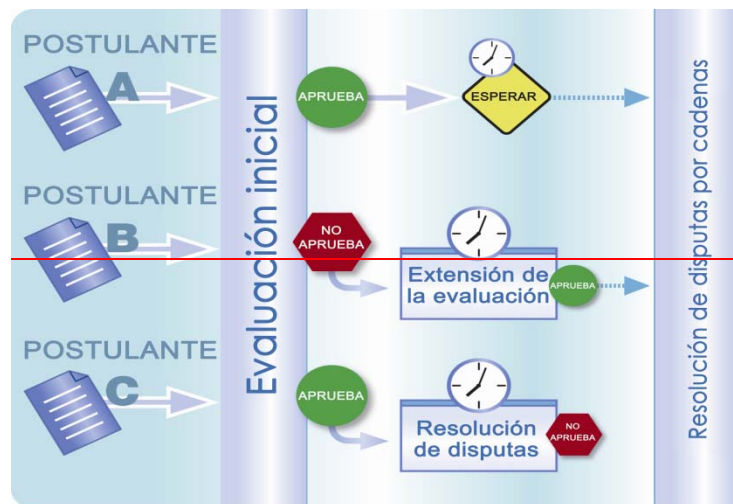 POSTULANTE
A
APRUEBA
ESPERAR
POSTULANTE
B
NO
APRUEBA
Extensión de
la evaluación
APRUEBA
POSTULANTE
C
APRUEBA
Resolución
de disputas
NO
APRUEBA
Evaluación inicial
Resolución de disputas por cadenas